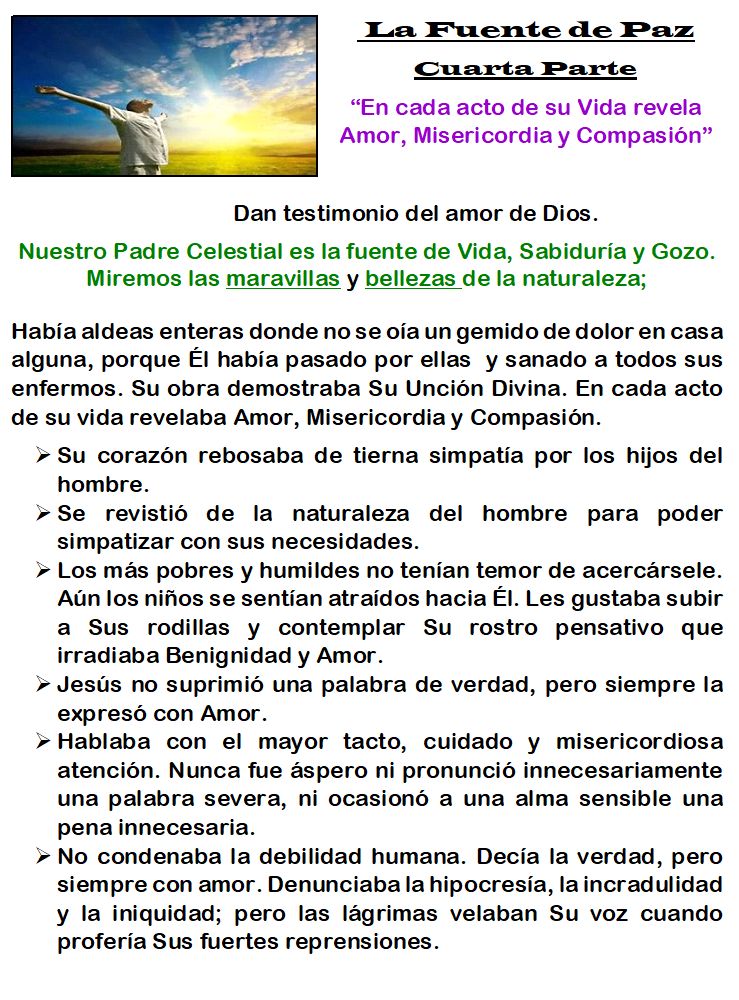 La Fuente de Paz
Cuarta Parte
“En cada acto de su Vida revela
Amor, Misericordia y Compasión”
Dan testimonio del amor de Dios.
Nuestro Padre Celestial es la fuente de Vida, Sabiduría y Gozo.
Miremos las maravillas y bellezas de la naturaleza;
Había aldeas enteras donde no se oía un gemido de dolor en casa
alguna, porque Él había pasado por ellas y sanado a todos sus
enfermos. Su obra demostraba Su Unción Divina. En cada acto
de su vida revelaba Amor, Misericordia y Compasión.
➢ Su corazón rebosaba de tierna simpatía por los hijos del
hombre.
➢ Se revistió de la naturaleza del hombre para poder
simpatizar con sus necesidades.
➢ Los más pobres y humildes no tenían temor de acercársele.
Aún los niños se sentían atraídos hacia Él. Les gustaba subir
a Sus rodillas y contemplar Su rostro pensativo que
irradiaba Benignidad y Amor.
➢ Jesús no suprimió una palabra de verdad, pero siempre la
expresó con Amor.
➢ Hablaba con el mayor tacto, cuidado y misericordiosa
atención. Nunca fue áspero ni pronunció innecesariamente
una palabra severa, ni ocasionó a una alma sensible una
pena innecesaria.
➢ No condenaba la debilidad humana. Decía la verdad, pero
siempre con amor. Denunciaba la hipocresía, la incradulidad
y la iniquidad; pero las lágrimas velaban Su voz cuando
profería Sus fuertes reprensiones.